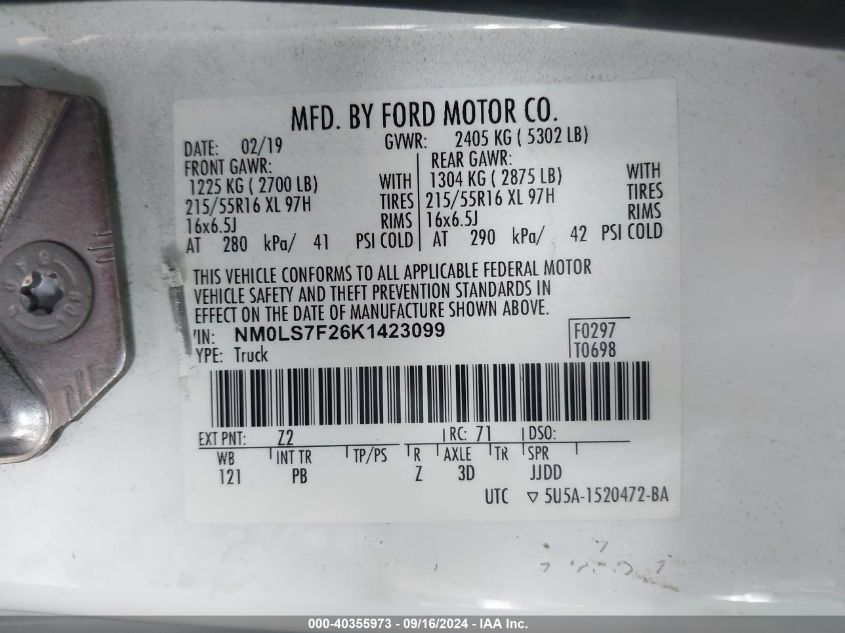 MFD. BY FORD MOTOR CO.
DATE: 02/19 GVWR: 2405 KG ( 5302 LB)
FRONT GAWR: REAR GAWR:
1225 KG ( 2700 LB) WITH 1304 KG ( 2875 LB) WITH
215/55R16 XL 97H TIRES 215/55R16 XL 97H TIRES
16x6.5J RIMS 16x6.5J RIMS
AT 280 kPa/ 41 PSI COLD AT 290 kPa/ 42 PSI COLD
THIS VEHICLE CONFORMS TO ALL APPLICABLE FEDERAL MOTOR
VEHICLE SAFETY AND THEFT PREVENTION STANDARDS IN
EFFECT ON THE DATE OF MANUFACTURE SHOWN ABOVE.
'IN: NM0LS7F26K1423099 F0297
YPE: Truck T0698
EXT PNT: Z2 RC: 71 DSO:
WB INT TR TP/PS R AXLE TR SPR
121 PB Z 3D JJDD
UTC ▽ 5U5A-1520472-BA
000-40355973 - 09/16/2024 - IAA Inc.